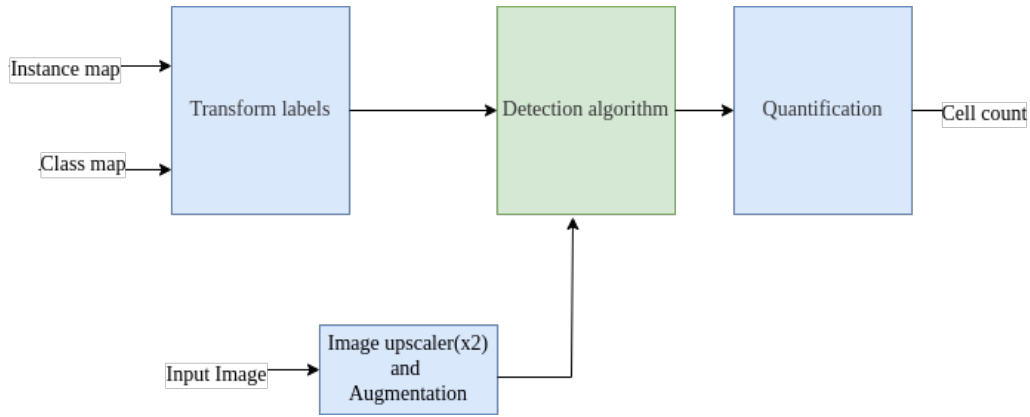 Instance map
Transform labels
Detection algorithm
Quantification
Cell count
Class map
Image upscaler(x2)
and
Augmentation
Input Image